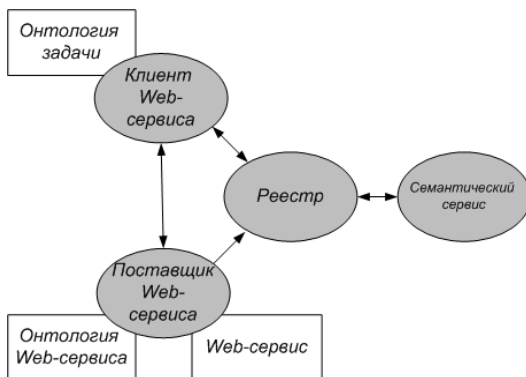 Онтология
задачи
Клиент
Web-
сервиса
Реестр
Семантический
сервис
Поставщик
Web-
сервиса
Онтология
Web-сервиса
Web-сервис